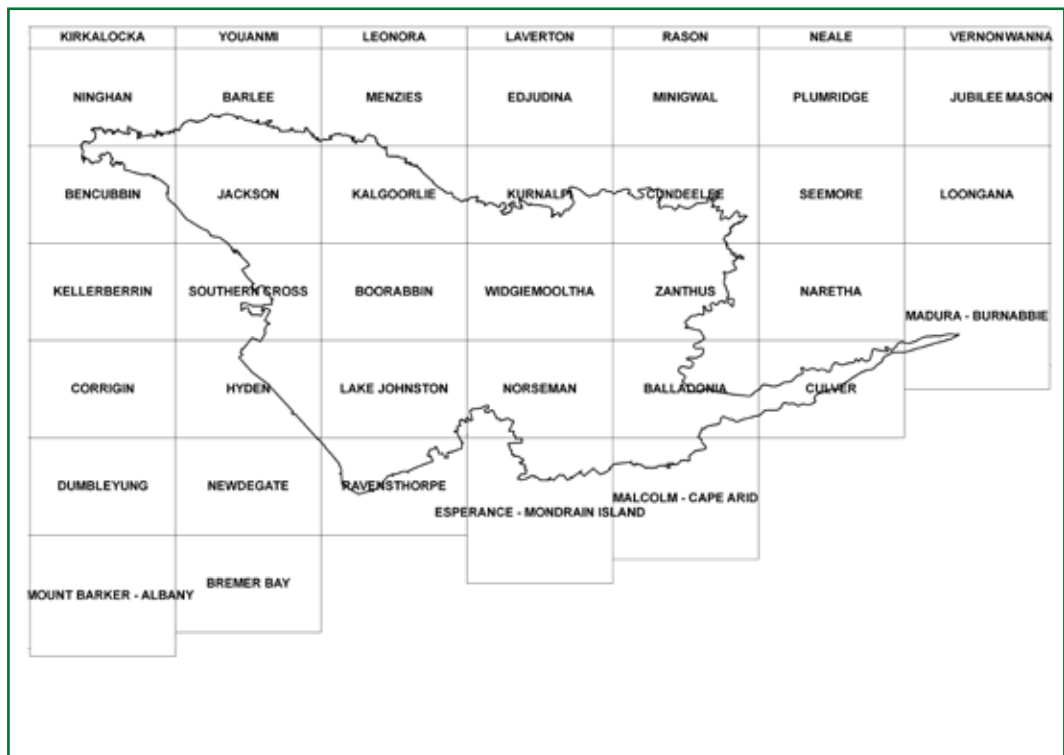 KIRKALOCKA YOUANMI LEONORA LAVERTON RASON NEALE VERNONWANNA
NINGHAN BARLEE MENZIES EDJUDINA MINIGWAL PLUMRIDGE JUBILEE MASON
BENCUBBIN JACKSON KALGOORLIE KURNALPI CUNDEELEE SEEMORE LOONGANA
KELLERBERRIN SOUTHERN CROSS BOORABBIN WIDGIEMOOLTHA ZANTHUS NARETHA
MADURA - BURNABBIE
CORRIGIN HYDEN LAKE JOHNSTON NORSEMAN BALLADONIA CULVER
DUMBLEYUNG NEWDEGATE RAVENSTHORPE
MALCOLM - CAPE ARID
ESPERANCE - MONDRAIN ISLAND
BREMER BAY
MOUNT BARKER - ALBANY